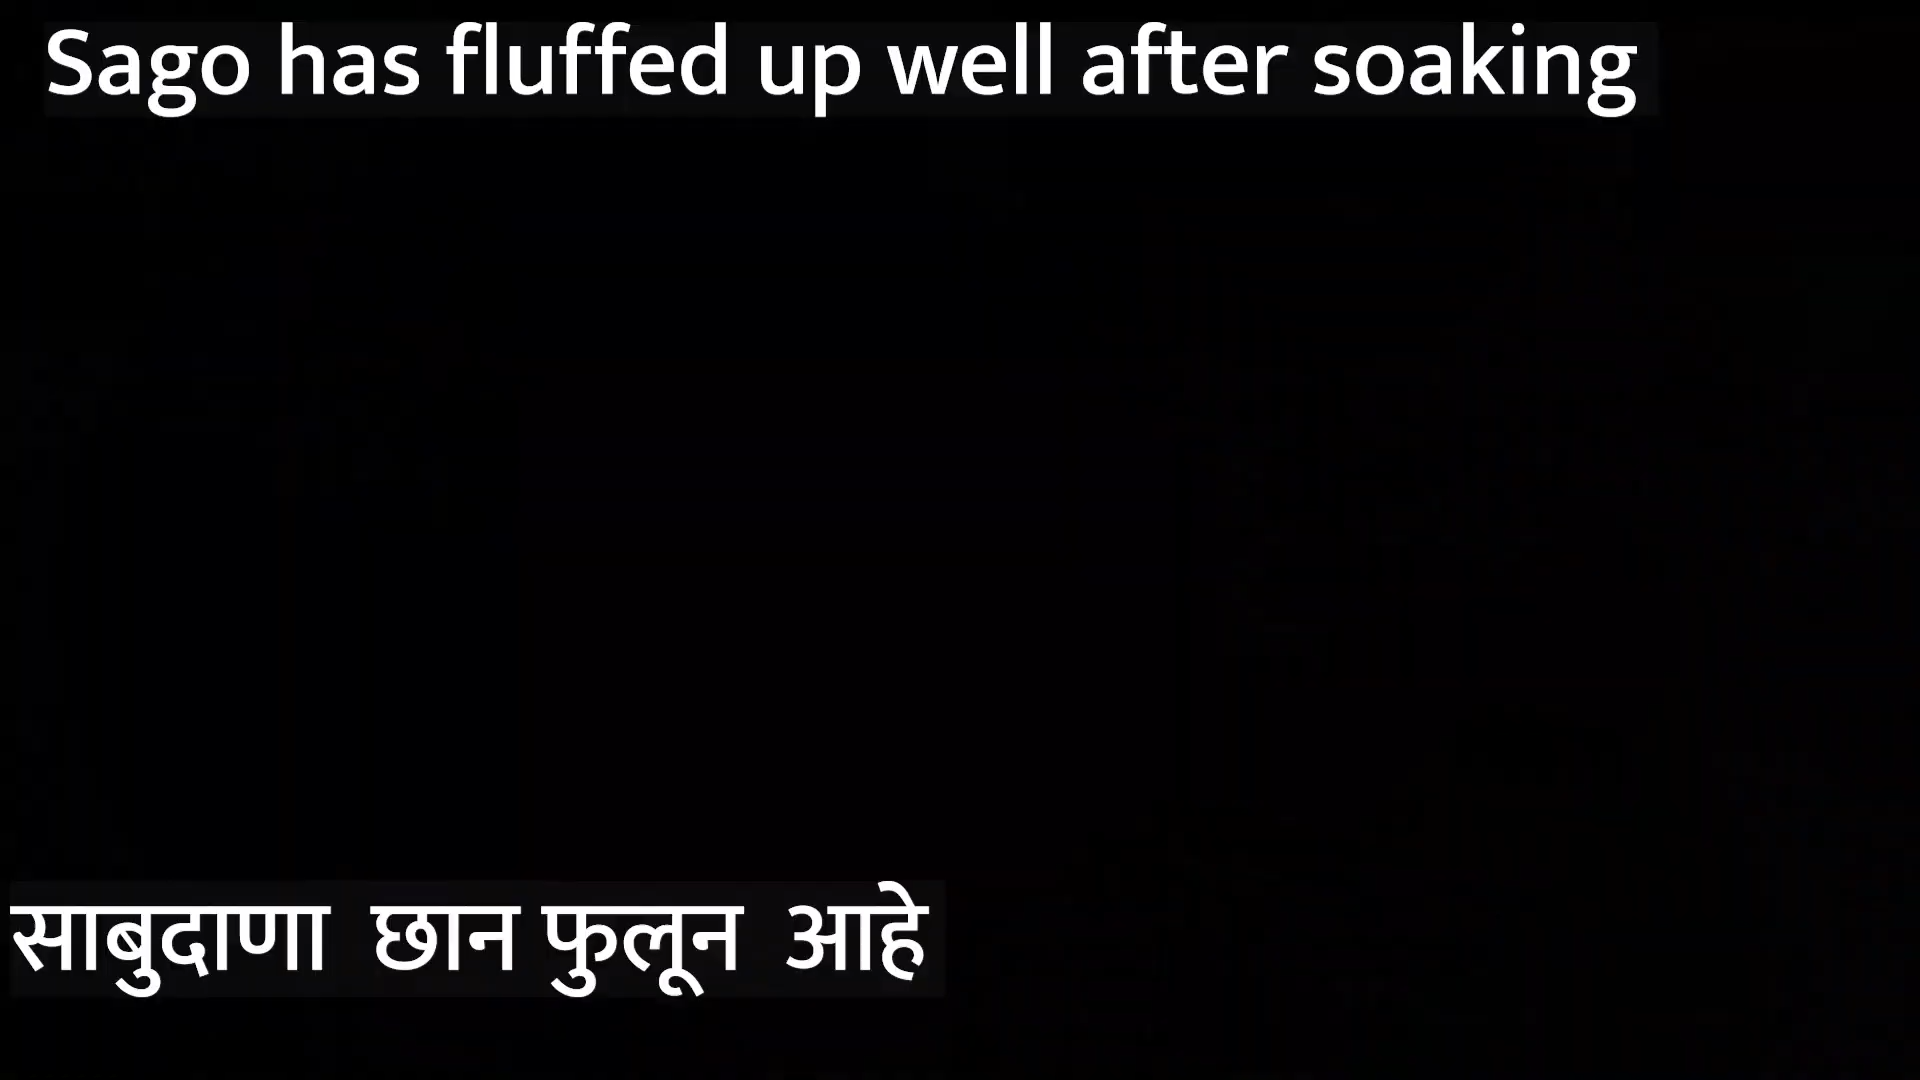 Sago has fluffed up well after soaking
साबुदाणा छान फुलून आहे